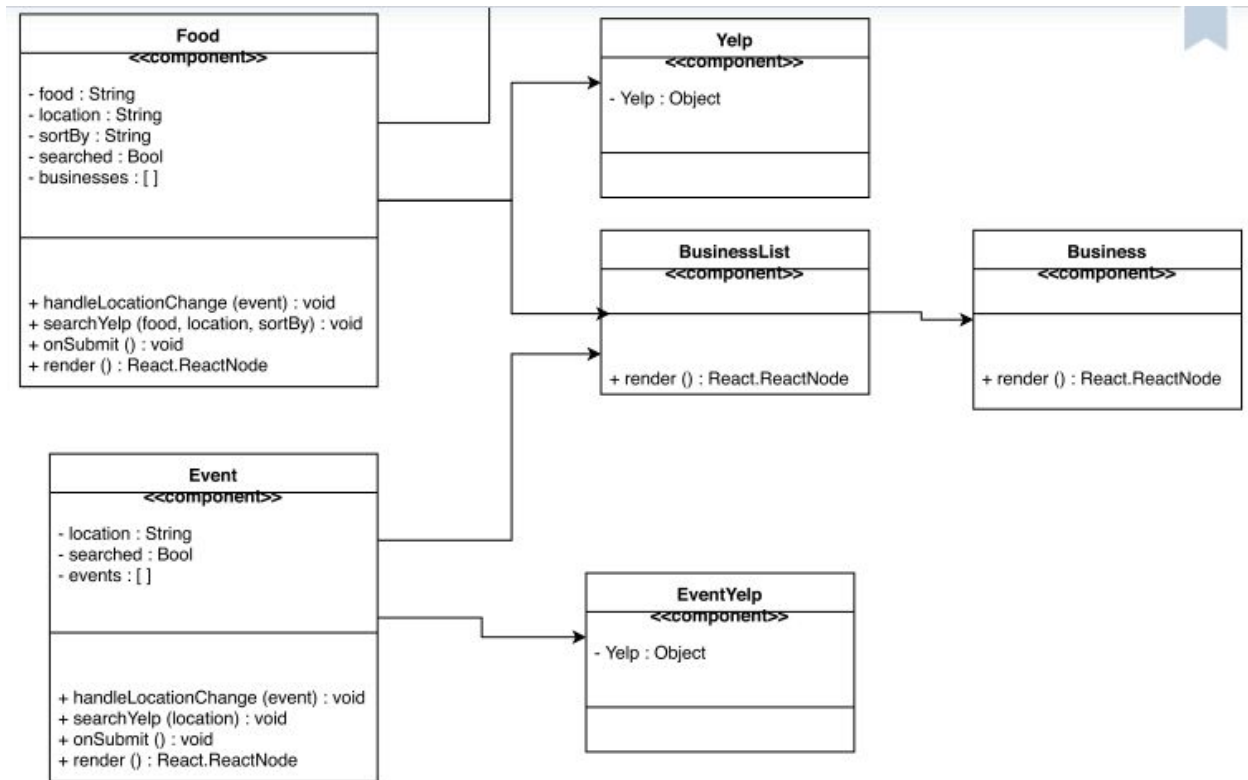 Food
<<component>>
- food : String
- location : String
- sortBy : String
- searched : Bool
- businesses : [ ]
+ handleLocationChange (event) : void
+ searchYelp (food, location, sortBy) : void
+ onSubmit () : void
+ render () : React.ReactNode
Yelp
<<component>>
- Yelp : Object
BusinessList
<<component>>
+ render () : React.ReactNode
Business
<<component>>
+ render () : React.ReactNode
Event
<<component>>
- location : String
- searched : Bool
- events : [ ]
+ handleLocationChange (event) : void
+ searchYelp (location) : void
+ onSubmit () : void
+ render () : React.ReactNode
EventYelp
<<component>>
- Yelp : Object